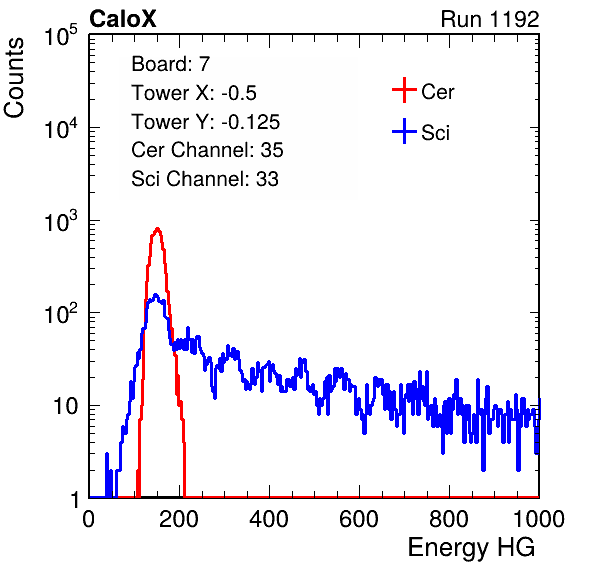 CaloX Run 1192
Counts
10^5
10^4
10^3
10^2
10
1
Board: 7
Tower X: -0.5
Tower Y: -0.125
Cer Channel: 35
Sci Channel: 33
Cer
Sci
0 200 400 600 800 1000
Energy HG